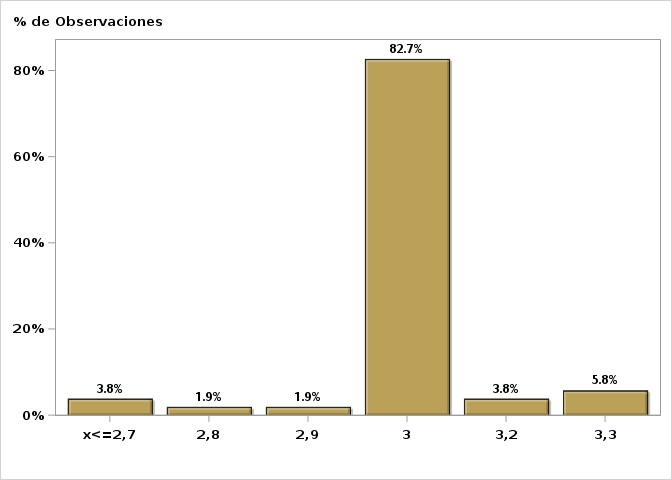 % de Observaciones
82.7%
80%
60%
40%
20%
5.8%
3.8% 1.9% 1.9% 3.8%
0%
x<=2,7 2,8 2,9 3 3,2 3,3